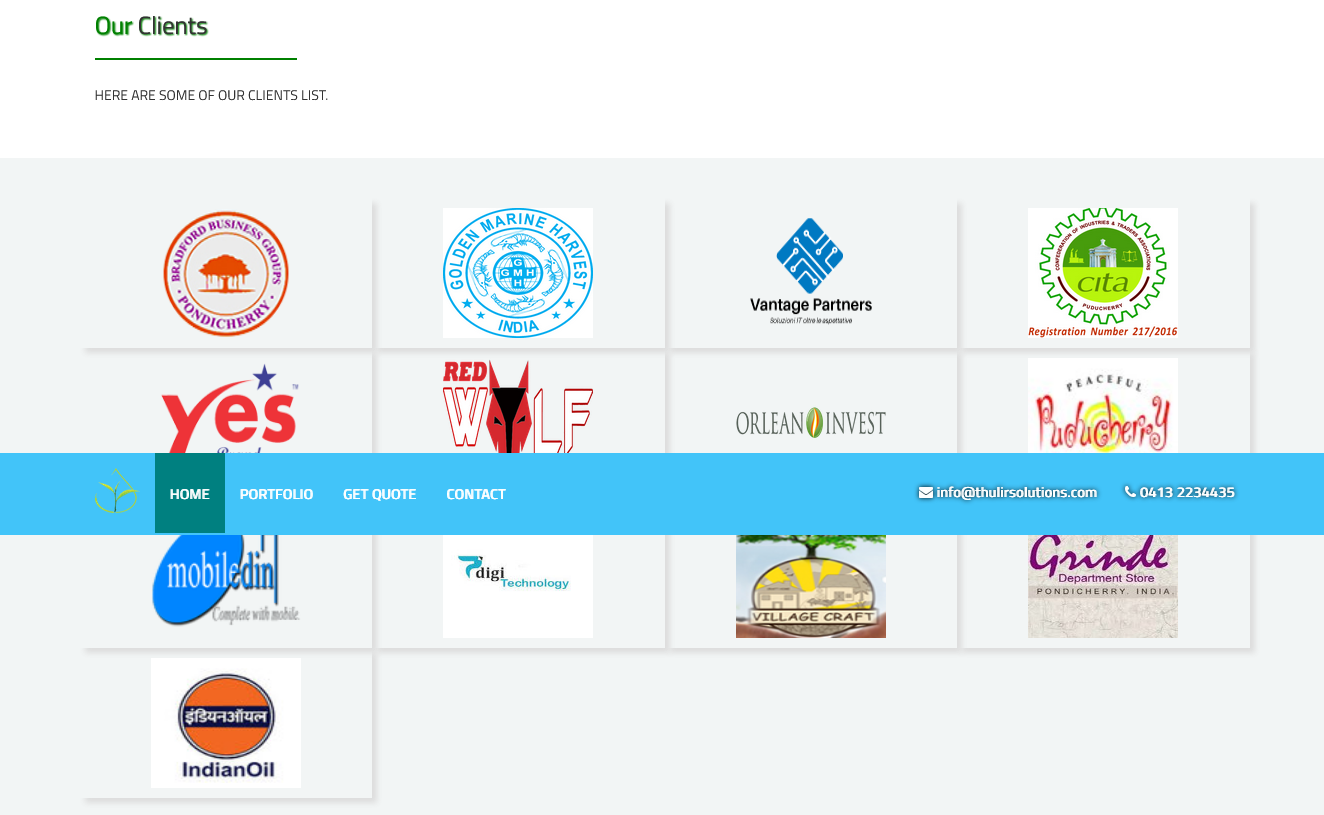 Our Clients
HERE ARE SOME OF OUR CLIENTS LIST.
BRADFORD BUSINESS GROUPS
• PONDICHERRY •
GOLDEN MARINE HARVEST
GMH
G
H
INDIA
Vantage Partners
Soluzioni IT oltre le aspettative
CONFEDERATION OF INDUSTRIES & TRADERS ASSOCIATIONS
cita
PUDUCHERRY
Registration Number 217/2016
yes
TM
RED
WOLF
ORLEAN INVEST
PEACEFUL
Puducherry
HOME PORTFOLIO GET QUOTE CONTACT info@thulirsolutions.com 0413 2234435
mobiledin
Complete with mobile.
digi
Technology
VILLAGE CRAFT
Grinde
Department Store
PONDICHERRY. INDIA.
इंडियनऑयल
IndianOil